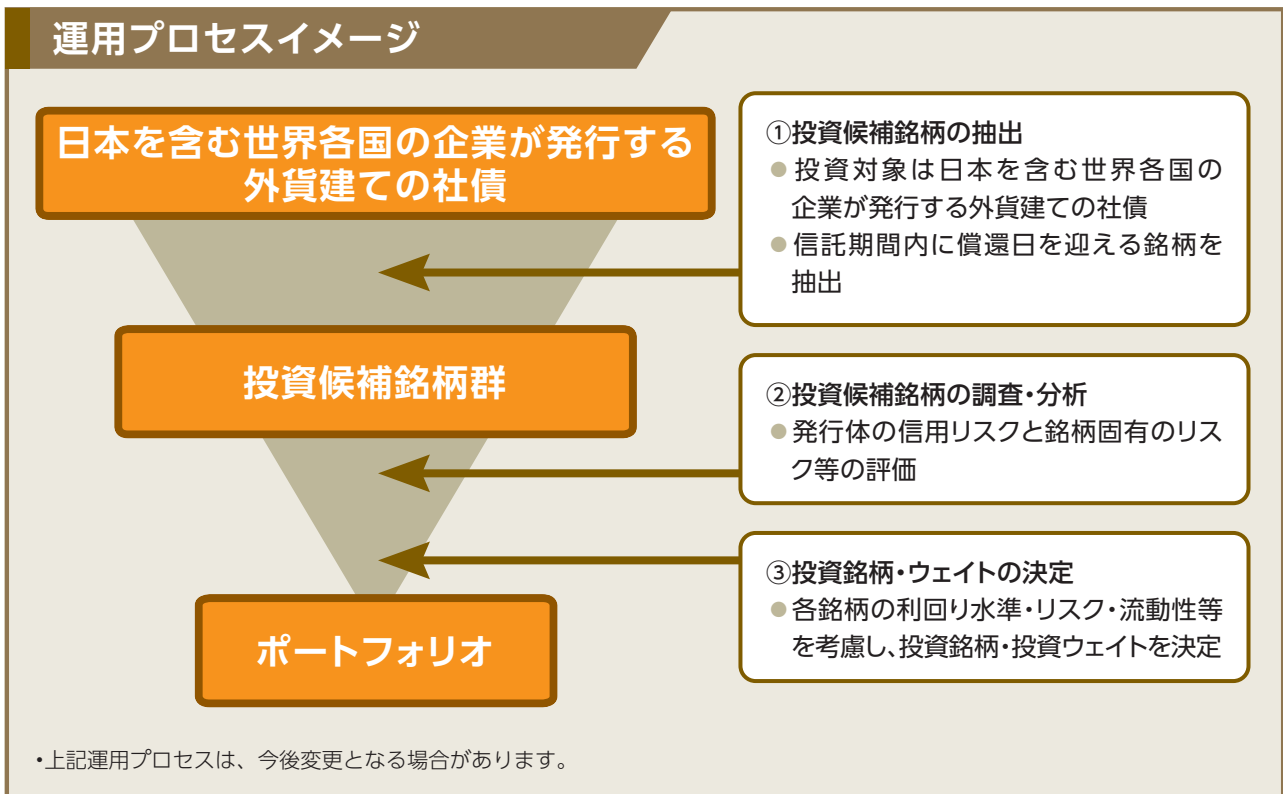 運用プロセスイメージ
日本を含む世界各国の企業が発行する
外貨建ての社債
①投資候補銘柄の抽出
●投資対象は日本を含む世界各国の
企業が発行する外貨建ての社債
●信託期間内に償還日を迎える銘柄を
抽出
投資候補銘柄群
②投資候補銘柄の調査・分析
●発行体の信用リスクと銘柄固有のリス
ク等の評価
③投資銘柄・ウェイトの決定
●各銘柄の利回り水準・リスク・流動性等
を考慮し、投資銘柄・投資ウェイトを決定
ポートフォリオ
•上記運用プロセスは、今後変更となる場合があります。